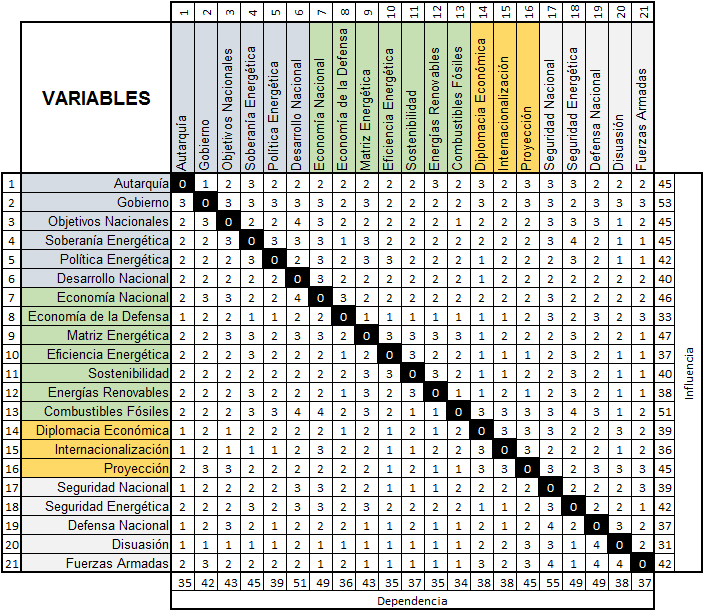 1 2 3 4 5 6 7 8 9 10 11 12 13 14 15 16 17 18 19 20 21
VARIABLES
Autarquía
Gobierno
Objetivos Nacionales
Soberanía Energética
Política Energética
Desarrollo Nacional
Economía Nacional
Economía de la Defensa
Matriz Energética
Eficiencia Energética
Sostenibilidad
Energías Renovables
Combustibles Fósiles
Diplomacia Económica
Internacionalización
Proyección
Seguridad Nacional
Seguridad Energética
Defensa Nacional
Disuasión
Fuerzas Armadas
1 Autarquía 0 1 2 3 2 2 2 2 2 2 2 3 2 3 2 3 3 3 2 2 2 45
2 Gobierno 3 0 3 3 3 3 3 2 3 2 2 2 2 3 2 3 3 2 3 3 3 53
3 Objetivos Nacionales 2 3 0 2 2 4 3 2 2 2 2 2 1 2 2 2 3 3 3 1 2 45
4 Soberanía Energética 2 2 3 0 3 3 3 1 3 2 2 2 2 2 2 2 3 4 2 1 1 45
5 Política Energética 2 2 2 3 0 2 3 2 3 3 2 2 2 1 2 2 2 3 2 1 1 42
6 Desarrollo Nacional 2 2 2 2 2 0 3 2 2 2 2 2 2 1 2 2 2 2 2 2 2 40
7 Economía Nacional 2 3 3 2 2 4 0 3 2 2 2 2 2 2 2 2 3 2 2 2 2 46
8 Economía de la Defensa 1 2 2 1 2 2 2 0 1 1 1 1 1 1 1 2 2 3 2 3 2 33
9 Matriz Energética 2 2 3 3 2 3 3 2 0 3 3 3 3 1 2 2 2 3 2 1 2 47
10 Eficiencia Energética 2 2 2 3 2 2 2 1 2 0 3 2 2 1 1 1 2 3 2 1 1 37
11 Sostenibilidad 2 2 2 2 2 2 2 2 3 3 0 3 2 1 2 2 2 2 2 1 1 40
12 Energías Renovables 2 2 2 3 2 2 2 1 3 2 3 0 1 1 2 1 2 3 2 1 1 38
13 Combustibles Fósiles 2 2 2 3 3 4 4 2 3 2 1 1 0 3 3 3 3 4 3 1 2 51
14 Diplomacia Económica 1 2 1 2 2 2 2 1 2 1 2 1 2 0 3 3 3 2 2 3 2 39
15 Internacionalización 1 2 1 1 1 2 3 2 2 2 1 2 2 3 0 3 2 2 1 1 2 36
16 Proyección 2 3 3 2 2 2 2 2 2 2 2 1 1 3 3 0 2 2 3 3 3 45
17 Seguridad Nacional 1 2 2 2 2 3 3 2 2 1 1 1 1 2 2 2 0 2 2 2 3 39
18 Seguridad Energética 2 2 2 3 2 3 3 2 3 2 2 2 1 1 2 2 3 0 2 2 1 42
19 Defensa Nacional 1 2 3 2 1 2 2 2 2 1 1 1 1 2 1 2 4 2 0 3 2 37
20 Disuasión 1 1 1 1 1 1 1 2 1 1 1 1 1 2 2 3 3 1 4 0 2 31
21 Fuerzas Armadas 2 3 2 2 1 2 2 2 1 1 2 1 1 2 2 3 4 1 4 4 0 42
35 42 43 45 39 51 49 36 43 35 37 35 34 38 38 45 55 49 49 38 37
Dependencia
Influencia